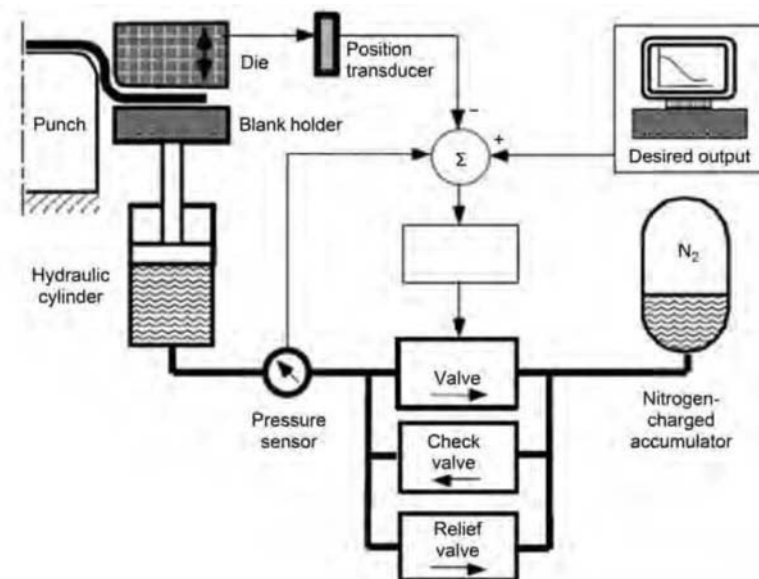 Die
Position
transducer
Punch
Blank holder
−
+
Σ
Desired output
N2
Hydraulic
cylinder
Valve
Pressure
sensor
Check
valve
Nitrogen-
charged
accumulator
Relief
valve